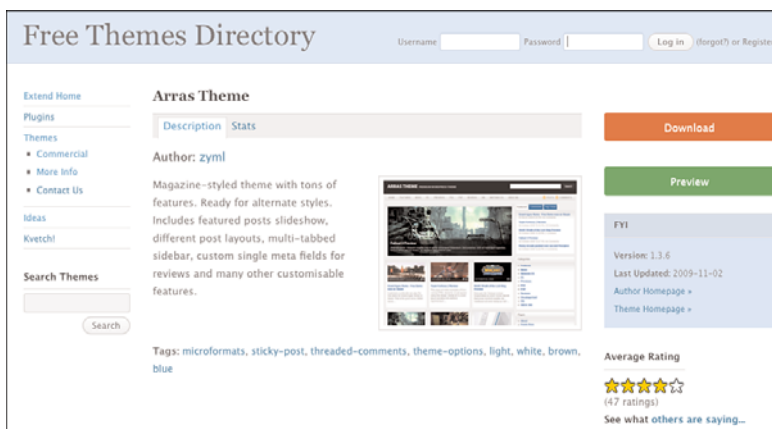 Free Themes Directory
Username
Password
Log in
(forgot?) or Register
Extend Home
Plugins
Themes
Commercial
More Info
Contact Us
Ideas
Kvetch!
Search Themes
Search
Arras Theme
Description Stats
Author: zyml
Magazine-styled theme with tons of
features. Ready for alternate styles.
Includes featured posts slideshow,
different post layouts, multi-tabbed
sidebar, custom single meta fields for
reviews and many other customisable
features.
ARRAS THEME
Tags: microformats, sticky-post, threaded-comments, theme-options, light, white, brown,
blue
Download
Preview
FYI
Version: 1.3.6
Last Updated: 2009-11-02
Author Homepage »
Theme Homepage »
Average Rating
(47 ratings)
See what others are saying...